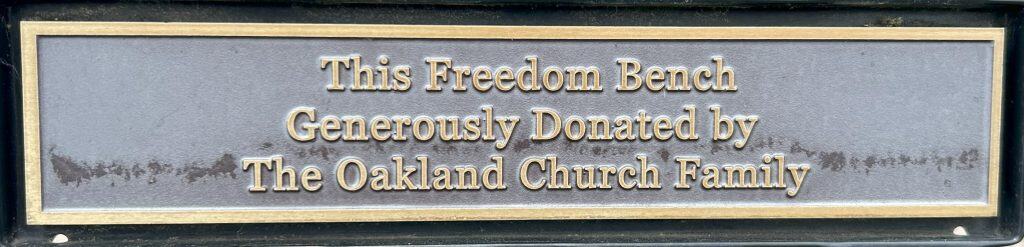 This Freedom Bench
Generously Donated by
The Oakland Church Family